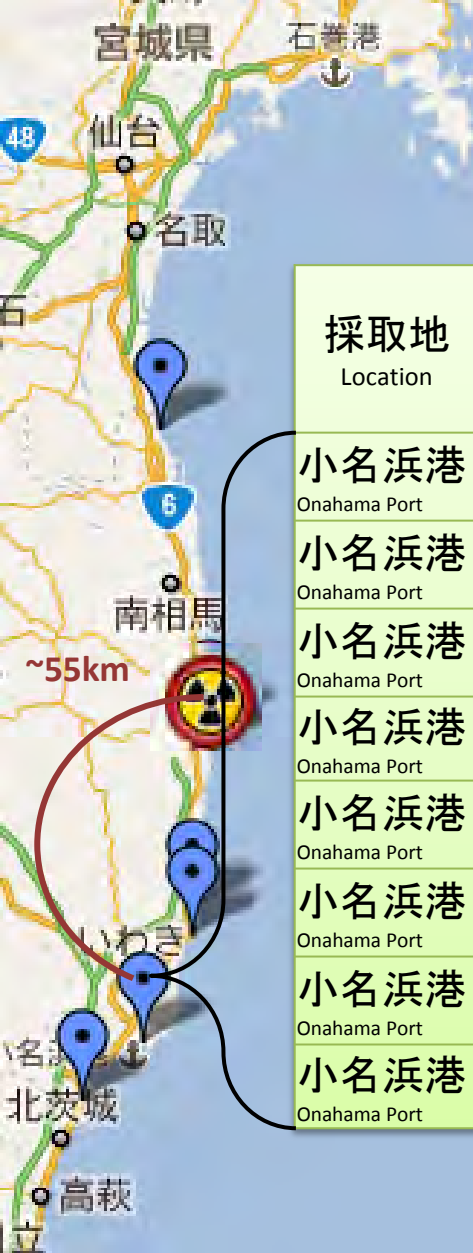 宮城県
石巻港
48
仙台
名取
石
採取地
Location
小名浜港
Onahama Port
6
小名浜港
Onahama Port
南相馬
小名浜港
Onahama Port
~55km
小名浜港
Onahama Port
小名浜港
Onahama Port
小名浜港
Onahama Port
いわき
小名浜港
Onahama Port
小名浜港
Onahama Port
北茨城
高萩
立